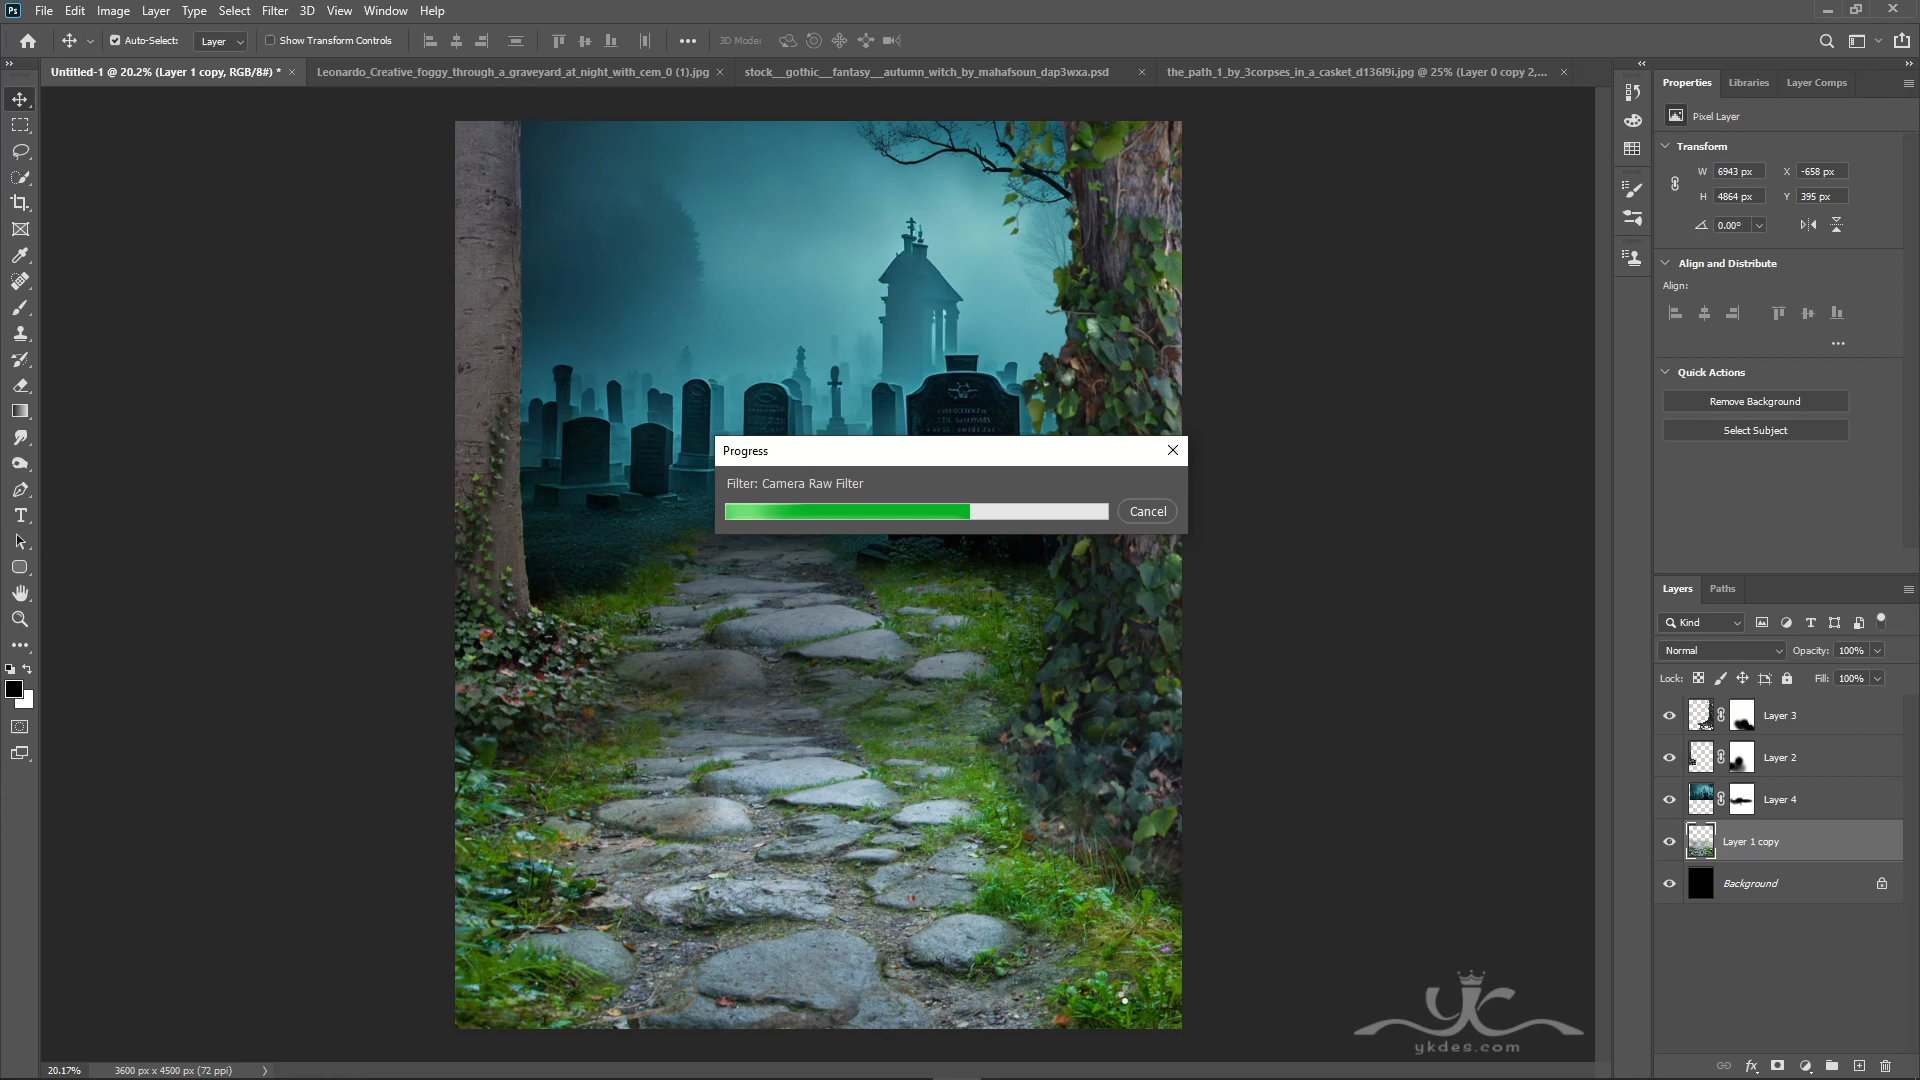 Ps File Edit Image Layer Type Select Filter 3D View Window Help
Auto-Select: Layer Show Transform Controls 3D Mode:
Untitled-1 @ 20.2% (Layer 1 copy, RGB/8#) * Leonardo_Creative_foggy_through_a_graveyard_at_night_with_cem_0 (1).jpg stock__gothic__fantasy__autumn_witch_by_mahafsoun_dap3wxa.psd the_path_1_by_3corpses_in_a_casket_d136l9i.jpg @ 25% (Layer 0 copy 2,...
Properties Libraries Layer Comps
Pixel Layer
Transform
W 6943 px X -658 px
H 4864 px Y 395 px
0.00°
Align and Distribute
Align:
Quick Actions
Remove Background
Select Subject
Progress
Filter: Camera Raw Filter
Cancel
Layers Paths
Kind
Normal Opacity: 100%
Lock: Fill: 100%
Layer 3
Layer 2
Layer 4
Layer 1 copy
Background
fx
yc
ykdes.com
20.17% 3600 px x 4500 px (72 ppi)